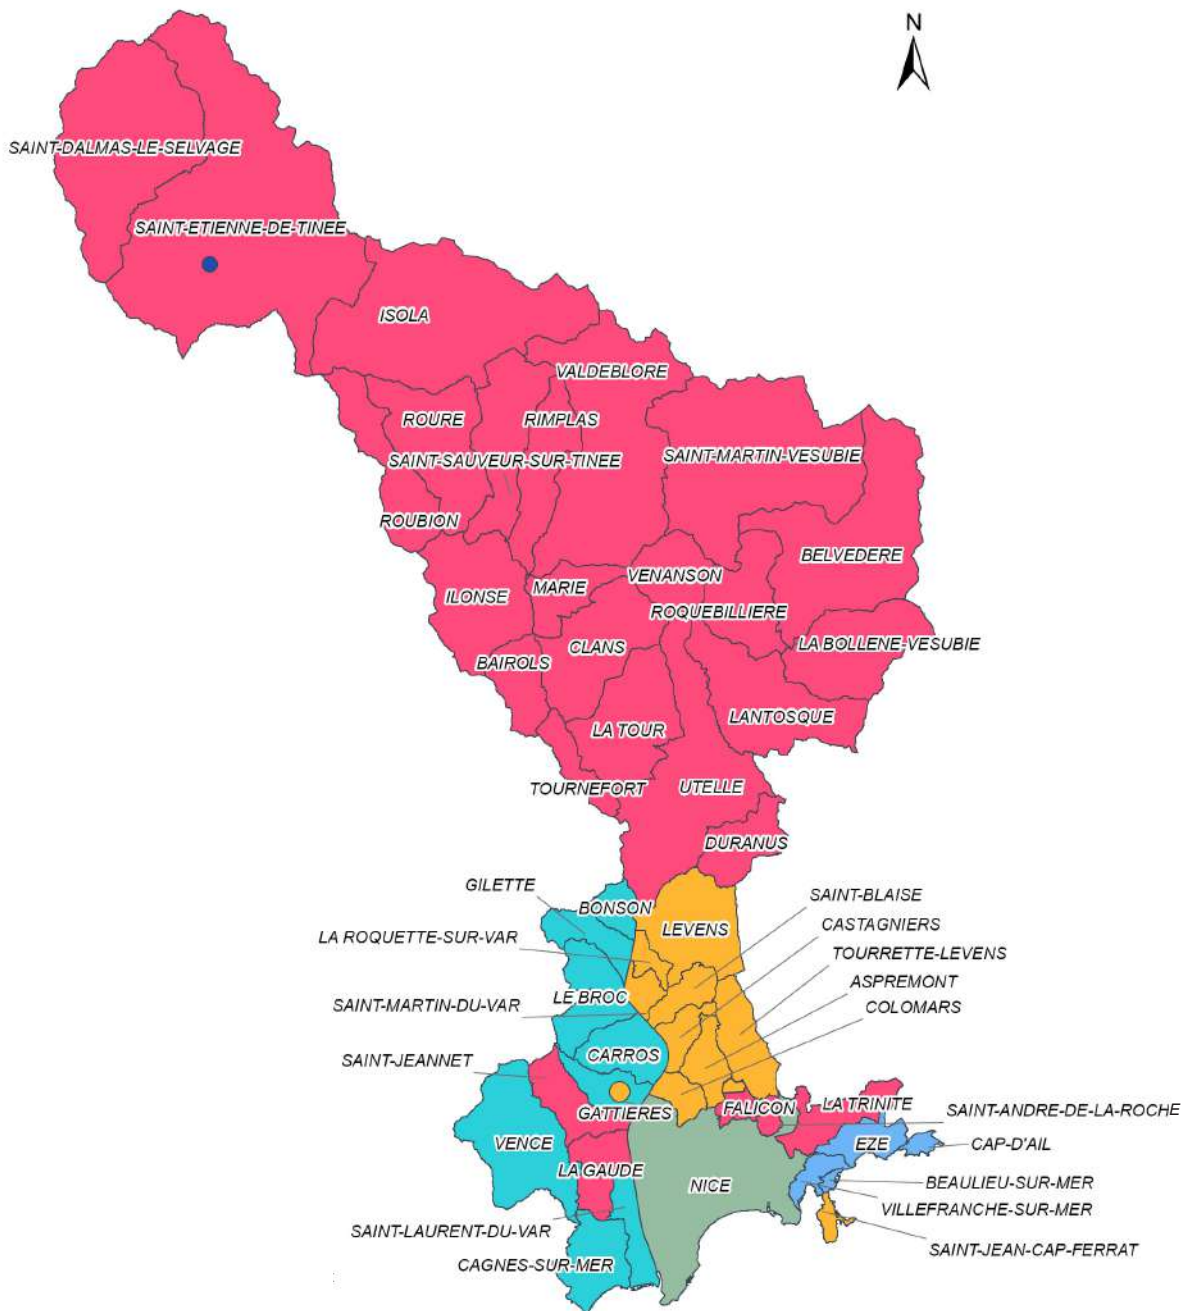 N
SAINT-DALMAS-LE-SELVAGE
SAINT-ETIENNE-DE-TINEE
ISOLA
VALDEBLORE
ROURE
RIMPLAS
SAINT-SAUVEUR-SUR-TINEE
SAINT-MARTIN-VESUBIE
ROUBION
BELVEDERE
VENANSON
MARIE
ILONSE
ROQUEBILLIERE
CLANS
LA BOLLENE-VESUBIE
BAIROLS
LANTOSQUE
LA TOUR
TOURNEFORT
UTELLE
DURANUS
GILETTE
SAINT-BLAISE
BONSON
LEVENS
CASTAGNIERS
LA ROQUETTE-SUR-VAR
TOURRETTE-LEVENS
ASPREMONT
LE BROC
SAINT-MARTIN-DU-VAR
COLOMARS
CARROS
SAINT-JEANNET
LA TRINITE
FALICON
GATTIERES
SAINT-ANDRE-DE-LA-ROCHE
VENCE
EZE
CAP-D'AIL
LA GAUDE
NICE
BEAULIEU-SUR-MER
VILLEFRANCHE-SUR-MER
SAINT-LAURENT-DU-VAR
SAINT-JEAN-CAP-FERRAT
CAGNES-SUR-MER